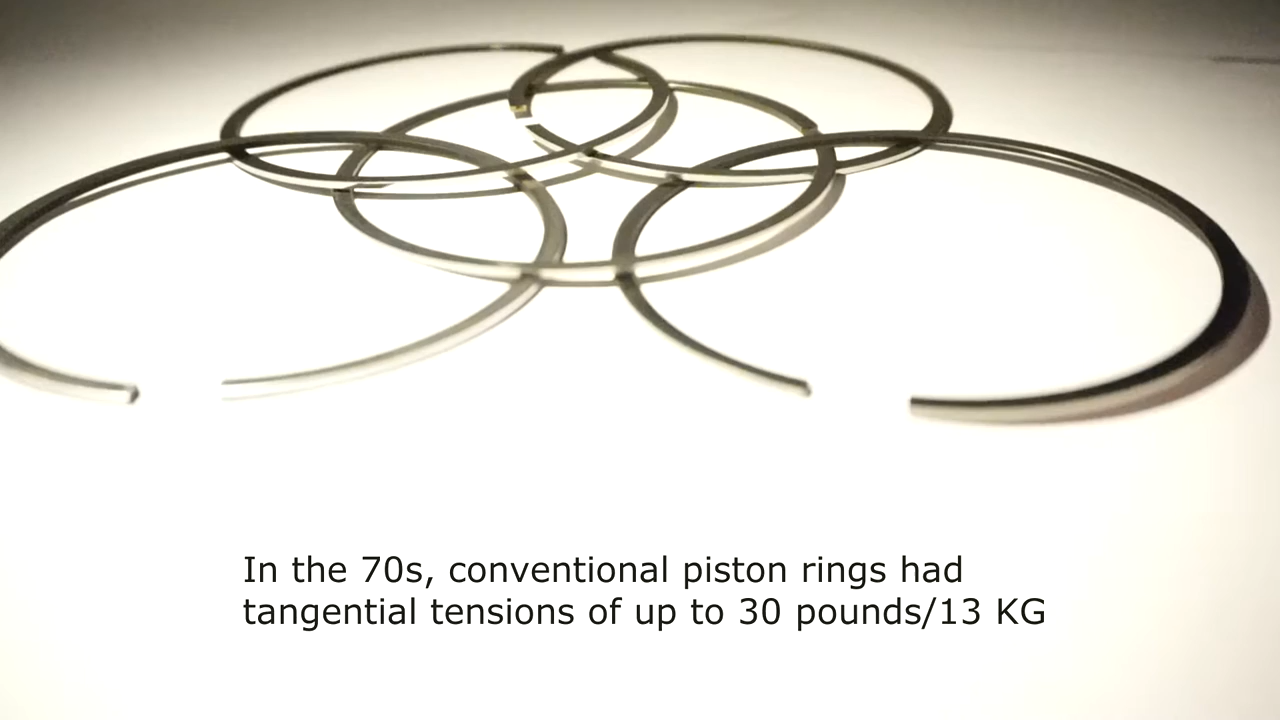 In the 70s, conventional piston rings had
tangential tensions of up to 30 pounds/13 KG